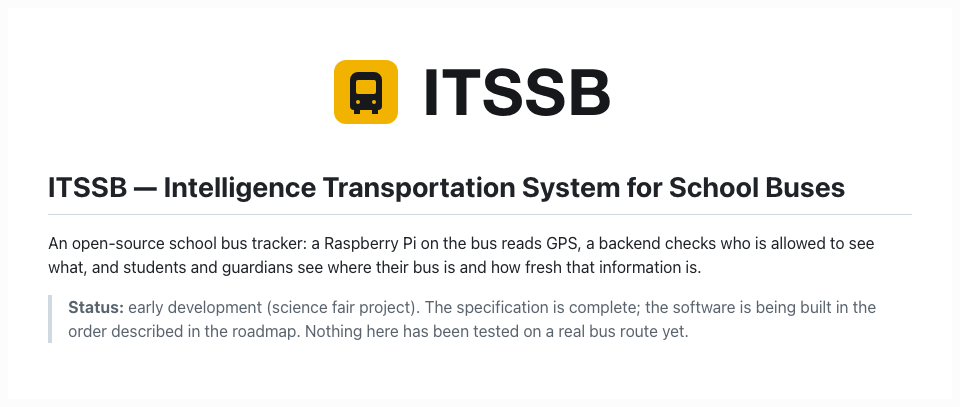 ITSSB
ITSSB — Intelligence Transportation System for School Buses
An open-source school bus tracker: a Raspberry Pi on the bus reads GPS, a backend checks who is allowed to see
what, and students and guardians see where their bus is and how fresh that information is.
Status: early development (science fair project). The specification is complete; the software is being built in the
order described in the roadmap. Nothing here has been tested on a real bus route yet.